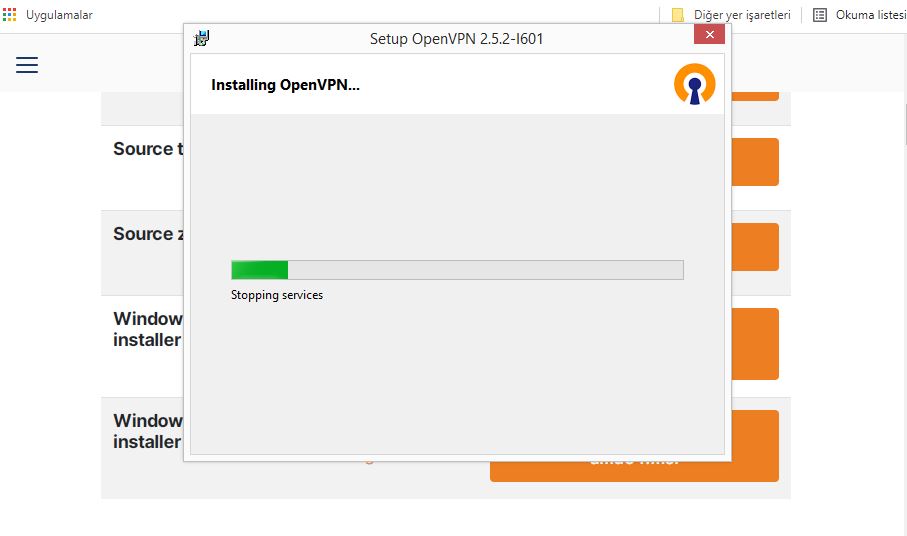 Uygulamalar
Diğer yer işaretleri
Okuma listesi
Setup OpenVPN 2.5.2-I601
Installing OpenVPN...
Source
Source
Stopping services
Window
installer
Window
installer